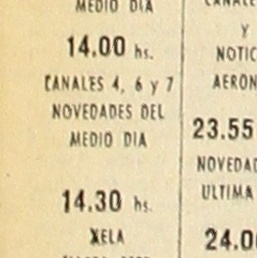 MEDIO DIA
14.00 hs.
CANALES 4, 6 y 7
NOVEDADES DEL
MEDIO DIA
14.30 hs.
XELA
y
NOTIC
AERON
23.55
NOVEDAD
ULTIMA
24.0